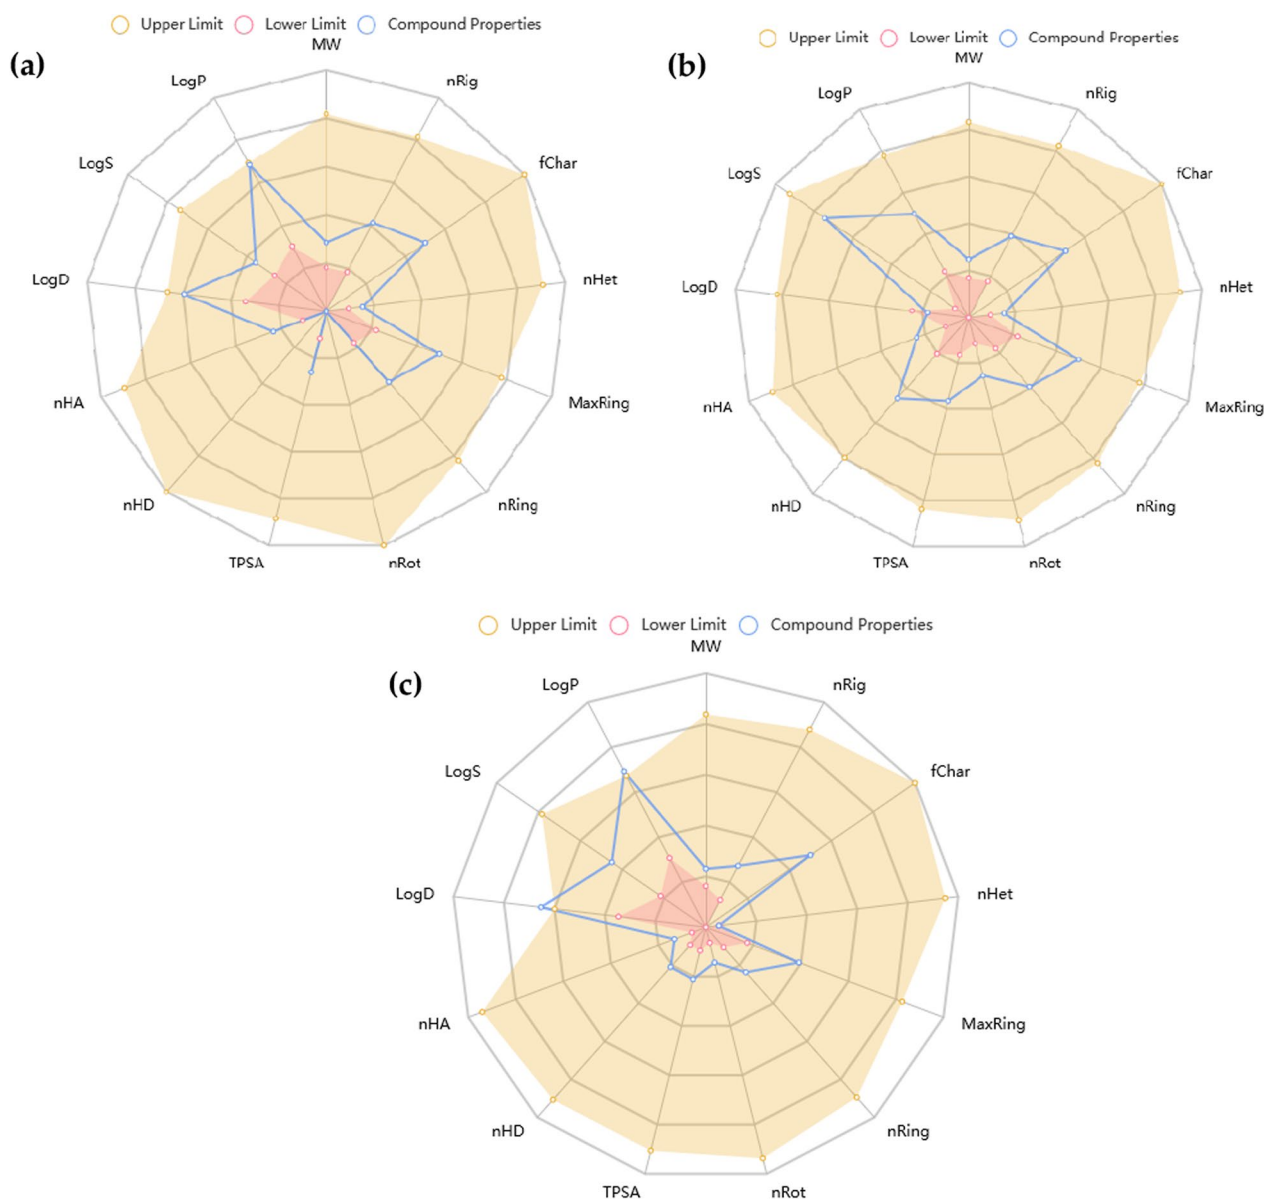 Upper Limit Lower Limit Compound Properties
(a)
MW
LogP
nRig
LogS
fChar
LogD
nHet
nHA
MaxRing
nHD
nRing
TPSA
nRot
Upper Limit Lower Limit Compound Properties
(b)
MW
LogP
nRig
LogS
fChar
LogD
nHet
nHA
MaxRing
nHD
nRing
TPSA
nRot
Upper Limit Lower Limit Compound Properties
(c)
MW
LogP
nRig
LogS
fChar
LogD
nHet
nHA
MaxRing
nHD
nRing
TPSA
nRot